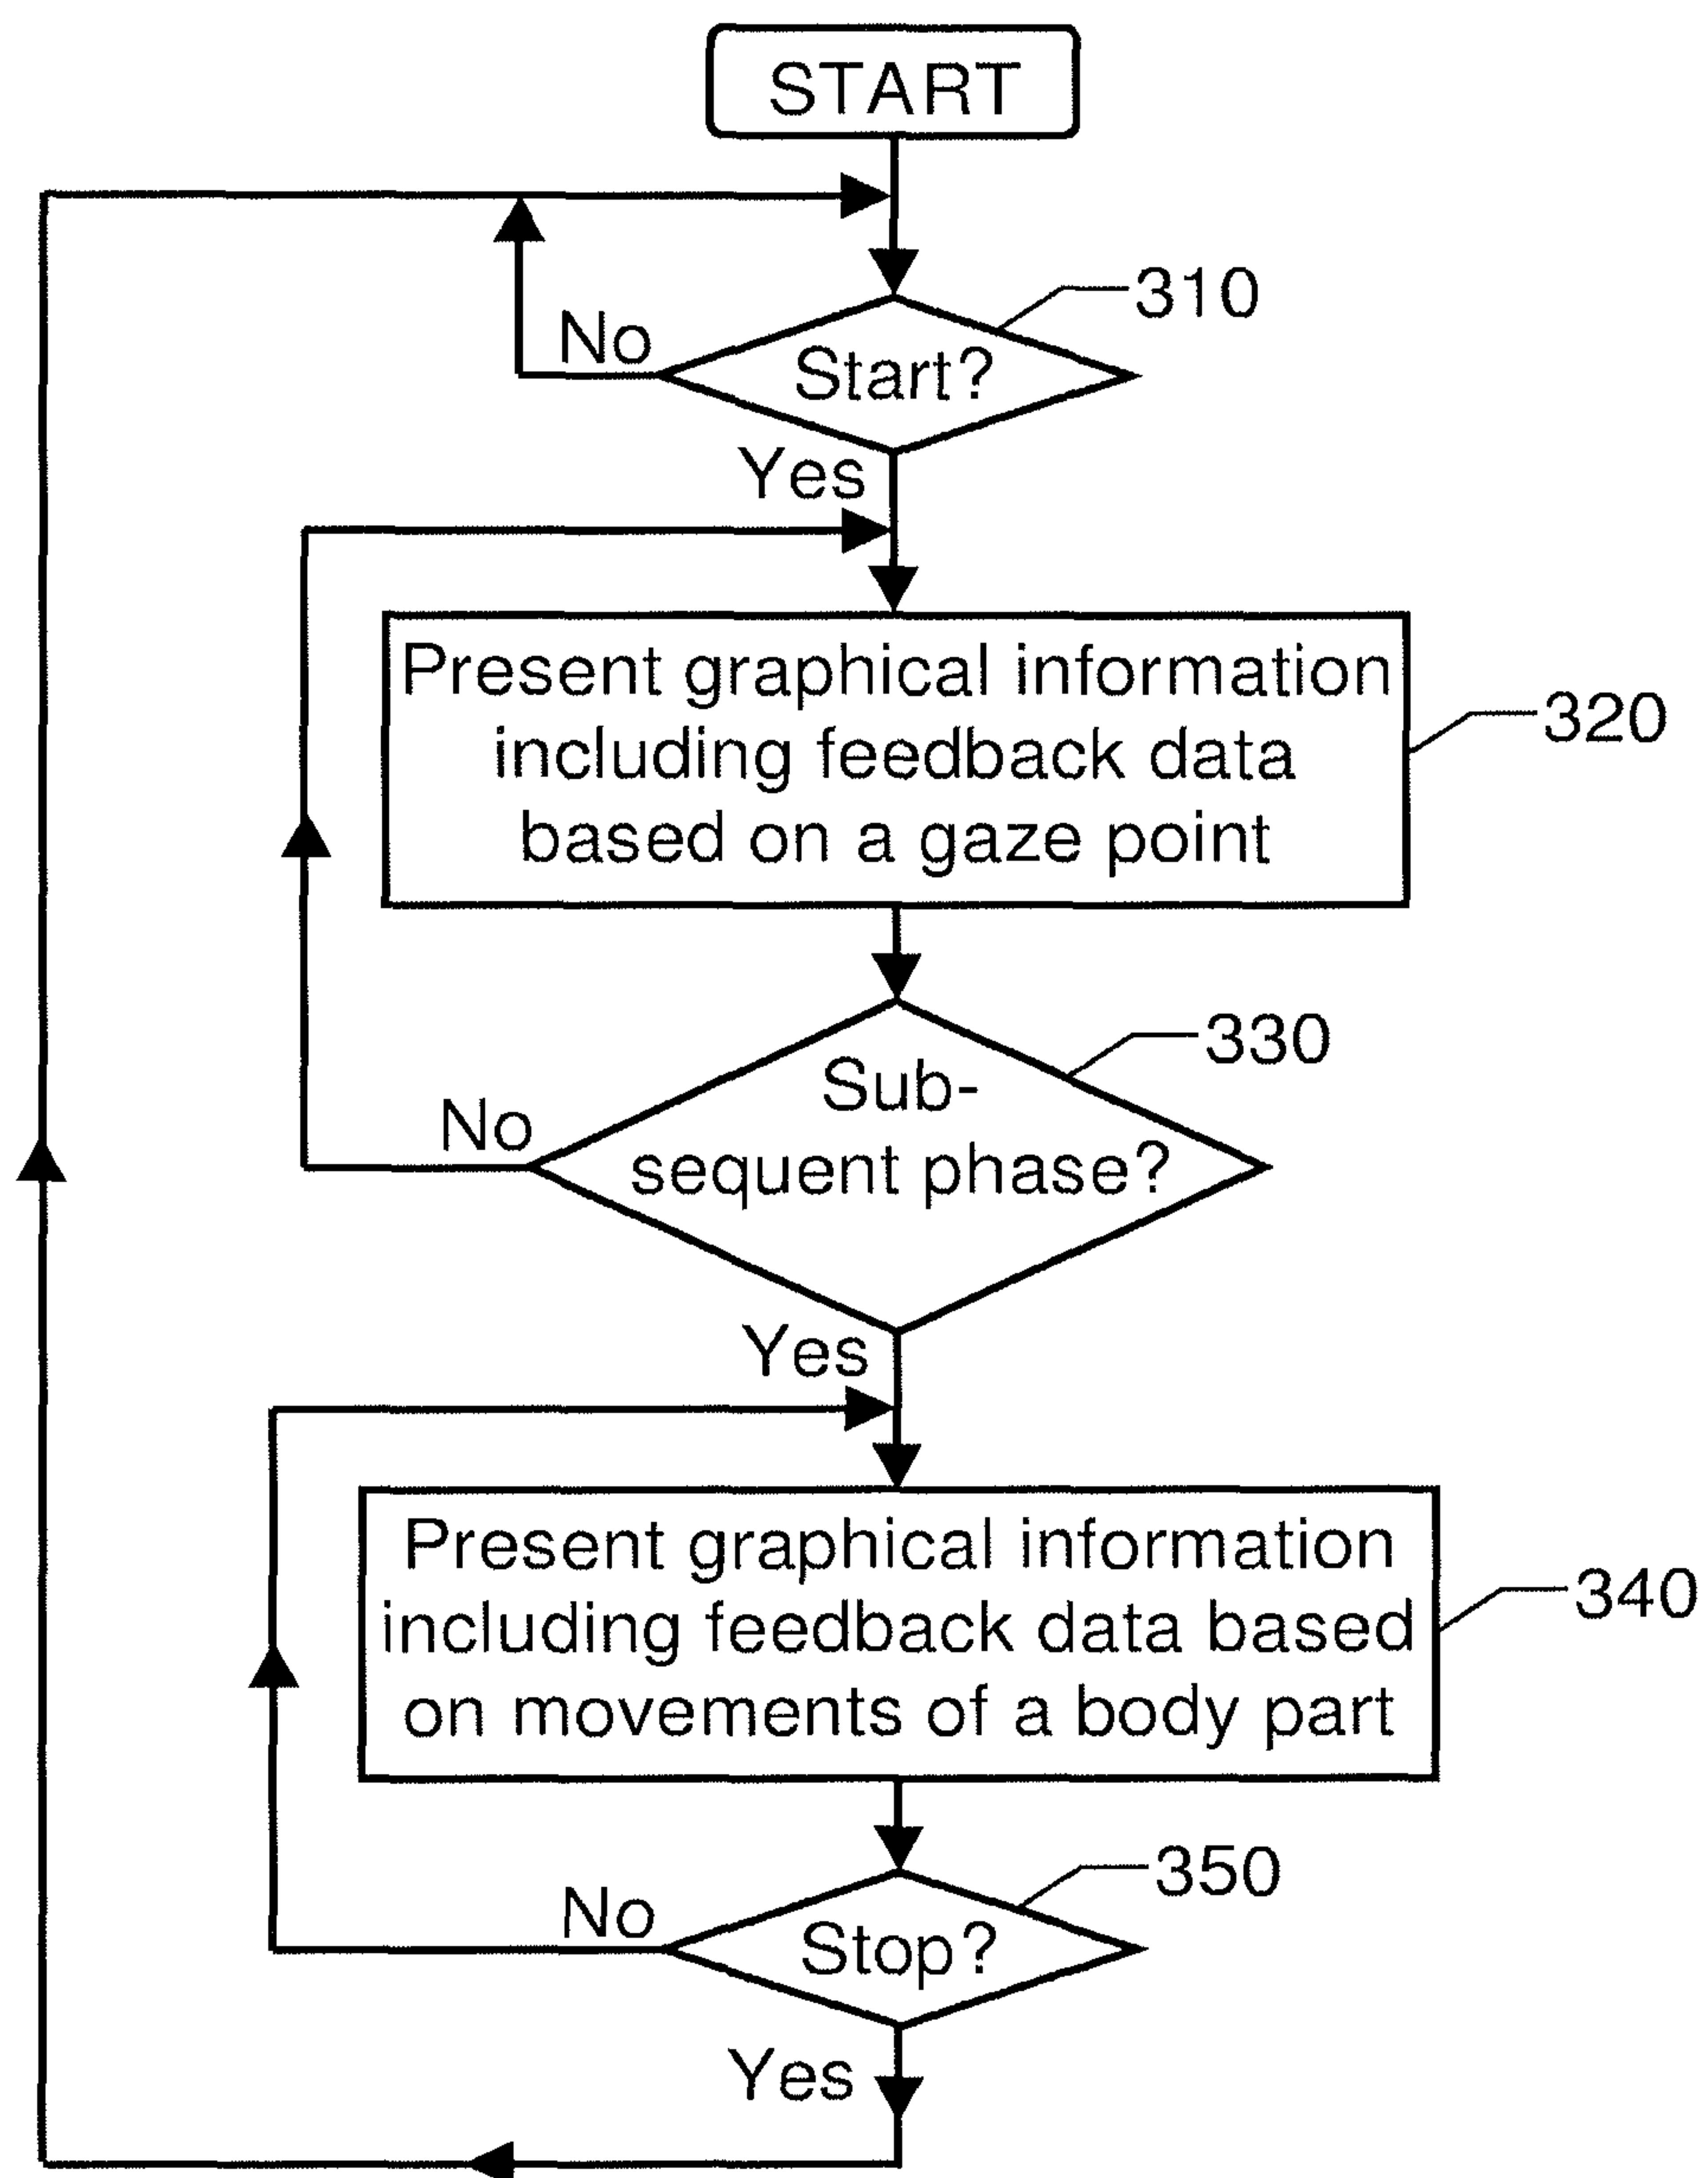 START
310
No
Start?
Yes
Present graphical information
including feedback data
based on a gaze point
320
330
Sub-
sequent phase?
No
Yes
Present graphical information
including feedback data based
on movements of a body part
340
350
No
Stop?
Yes